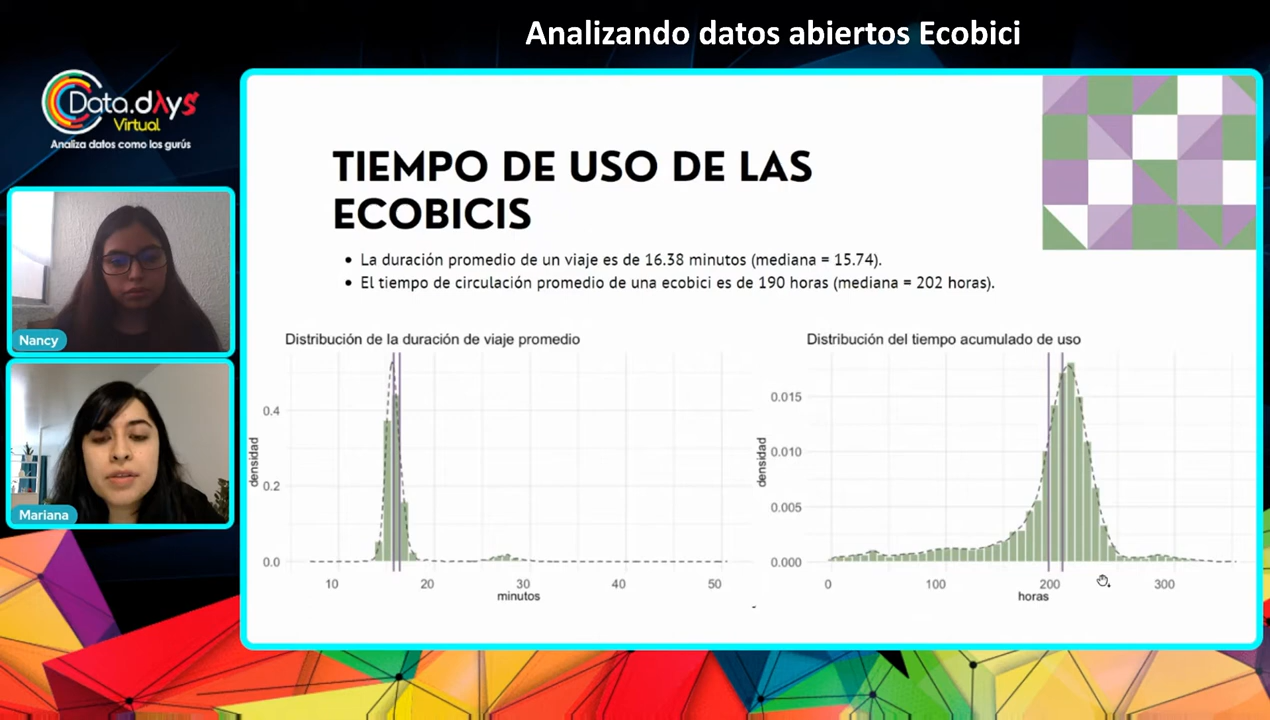 Analizando datos abiertos Ecobici
Data.dAys
Virtual
Analiza datos como los gurús
Nancy
Mariana
TIEMPO DE USO DE LAS
ECOBICIS
• La duración promedio de un viaje es de 16.38 minutos (mediana = 15.74).
• El tiempo de circulación promedio de una ecobici es de 190 horas (mediana = 202 horas).
Distribución de la duración de viaje promedio
densidad
0.4
0.2
0.0
10 20 30 40 50
minutos
Distribución del tiempo acumulado de uso
densidad
0.015
0.010
0.005
0.000
0 100 200 300
horas